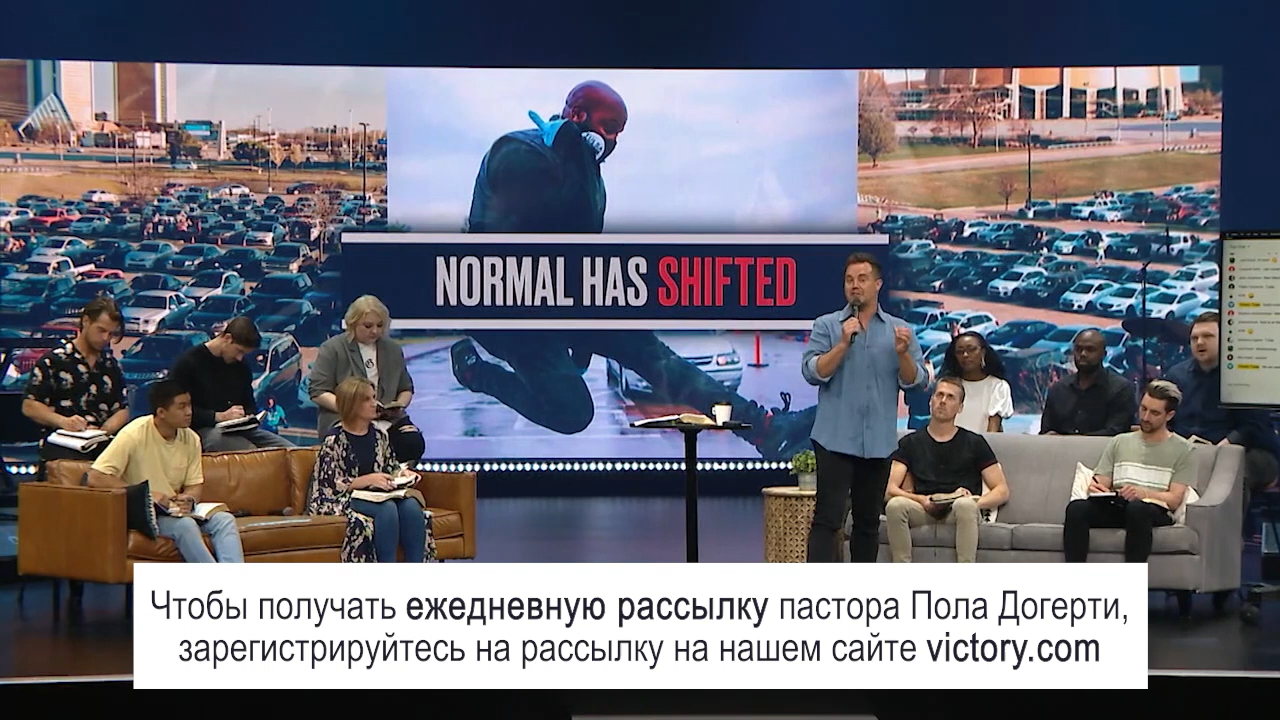 NORMAL HAS SHIFTED
Чтобы получать ежедневную рассылку пастора Пола Догерти,
зарегистрируйтесь на рассылку на нашем сайте victory.com